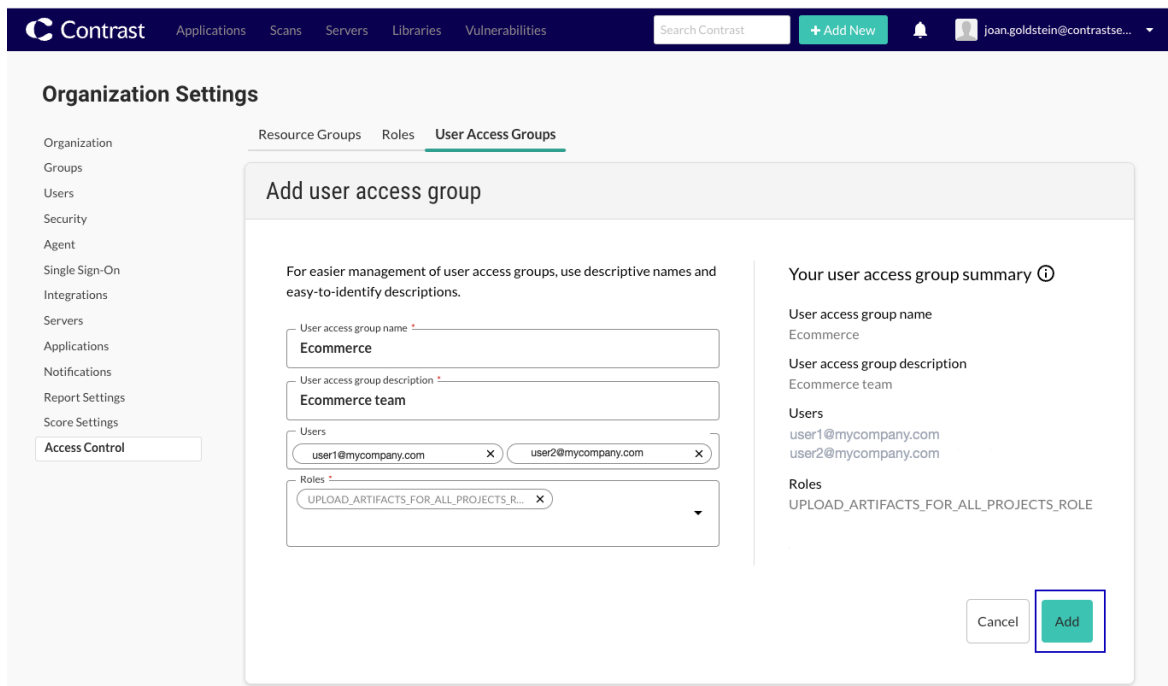 Contrast
Applications Scans Servers Libraries Vulnerabilities
Search Contrast
+ Add New
joan.goldstein@contrastse...
Organization Settings
Organization
Groups
Users
Security
Agent
Single Sign-On
Integrations
Servers
Applications
Notifications
Report Settings
Score Settings
Access Control
Resource Groups Roles User Access Groups
Add user access group
For easier management of user access groups, use descriptive names and
easy-to-identify descriptions.
User access group name *
Ecommerce
User access group description *
Ecommerce team
Users
user1@mycompany.com × user2@mycompany.com ×
Roles *
UPLOAD_ARTIFACTS_FOR_ALL_PROJECTS_R... ×
Your user access group summary
User access group name
Ecommerce
User access group description
Ecommerce team
Users
user1@mycompany.com
user2@mycompany.com
Roles
UPLOAD_ARTIFACTS_FOR_ALL_PROJECTS_ROLE
Cancel Add